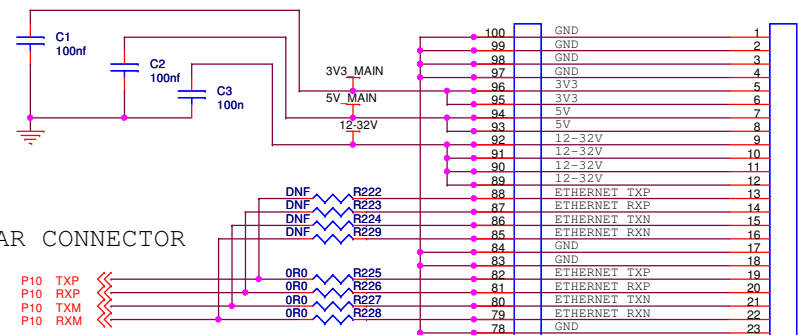 C1
100nf
C2
100nf
C3
100n
3V3_MAIN
5V_MAIN
12-32V
100 GND 1
99 GND 2
98 GND 3
97 GND 4
96 3V3 5
95 3V3 6
94 5V 7
93 5V 8
92 12-32V 9
91 12-32V 10
90 12-32V 11
89 12-32V 12
DNF R222 88 ETHERNET TXP 13
DNF R223 87 ETHERNET RXP 14
DNF R224 86 ETHERNET TXN 15
DNF R229 85 ETHERNET RXN 16
AR CONNECTOR
84 GND 17
83 GND 18
P10 TXP 0R0 R225 82 ETHERNET TXP 19
P10 RXP 0R0 R226 81 ETHERNET RXP 20
P10 TXM 0R0 R227 80 ETHERNET TXN 21
P10 RXM 0R0 R228 79 ETHERNET RXN 22
78 GND 23